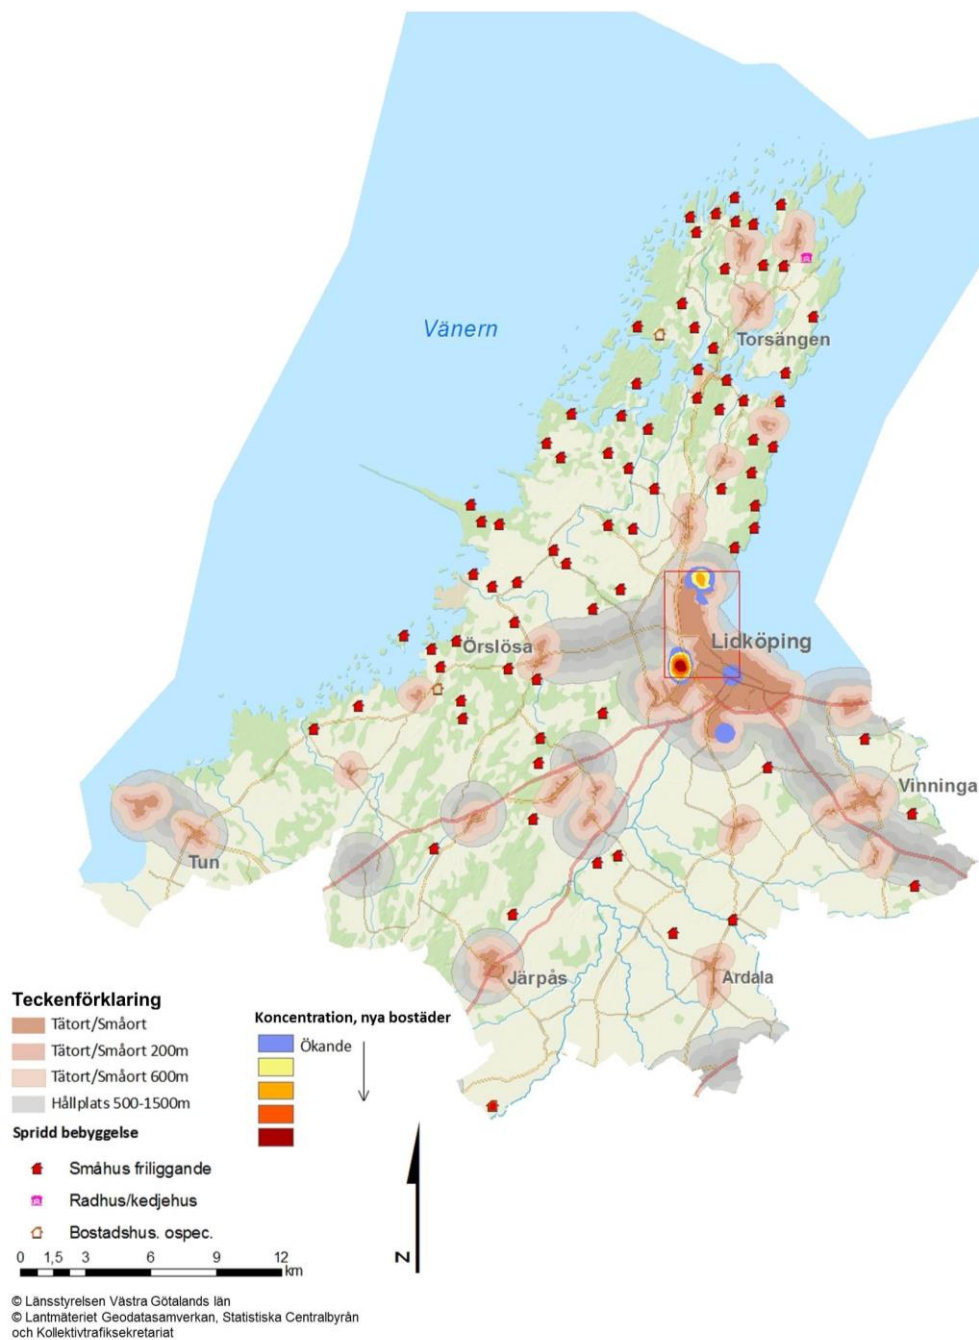 Vänern
Torsängen
Lidköping
Örslösa
Vinninga
Tun
Järpås
Ardala
Teckenförklaring
Tätort/Småort
Tätort/Småort 200m
Tätort/Småort 600m
Hållplats 500-1500m
Spridd bebyggelse
Småhus friliggande
Radhus/kedjehus
Bostadshus. ospec.
Koncentration, nya bostäder
Ökande
N
0 1,5 3 6 9 12
km
© Länsstyrelsen Västra Götalands län
© Lantmäteriet Geodatasamverkan, Statistiska Centralbyrån
och Kollektivtrafiksekretariat